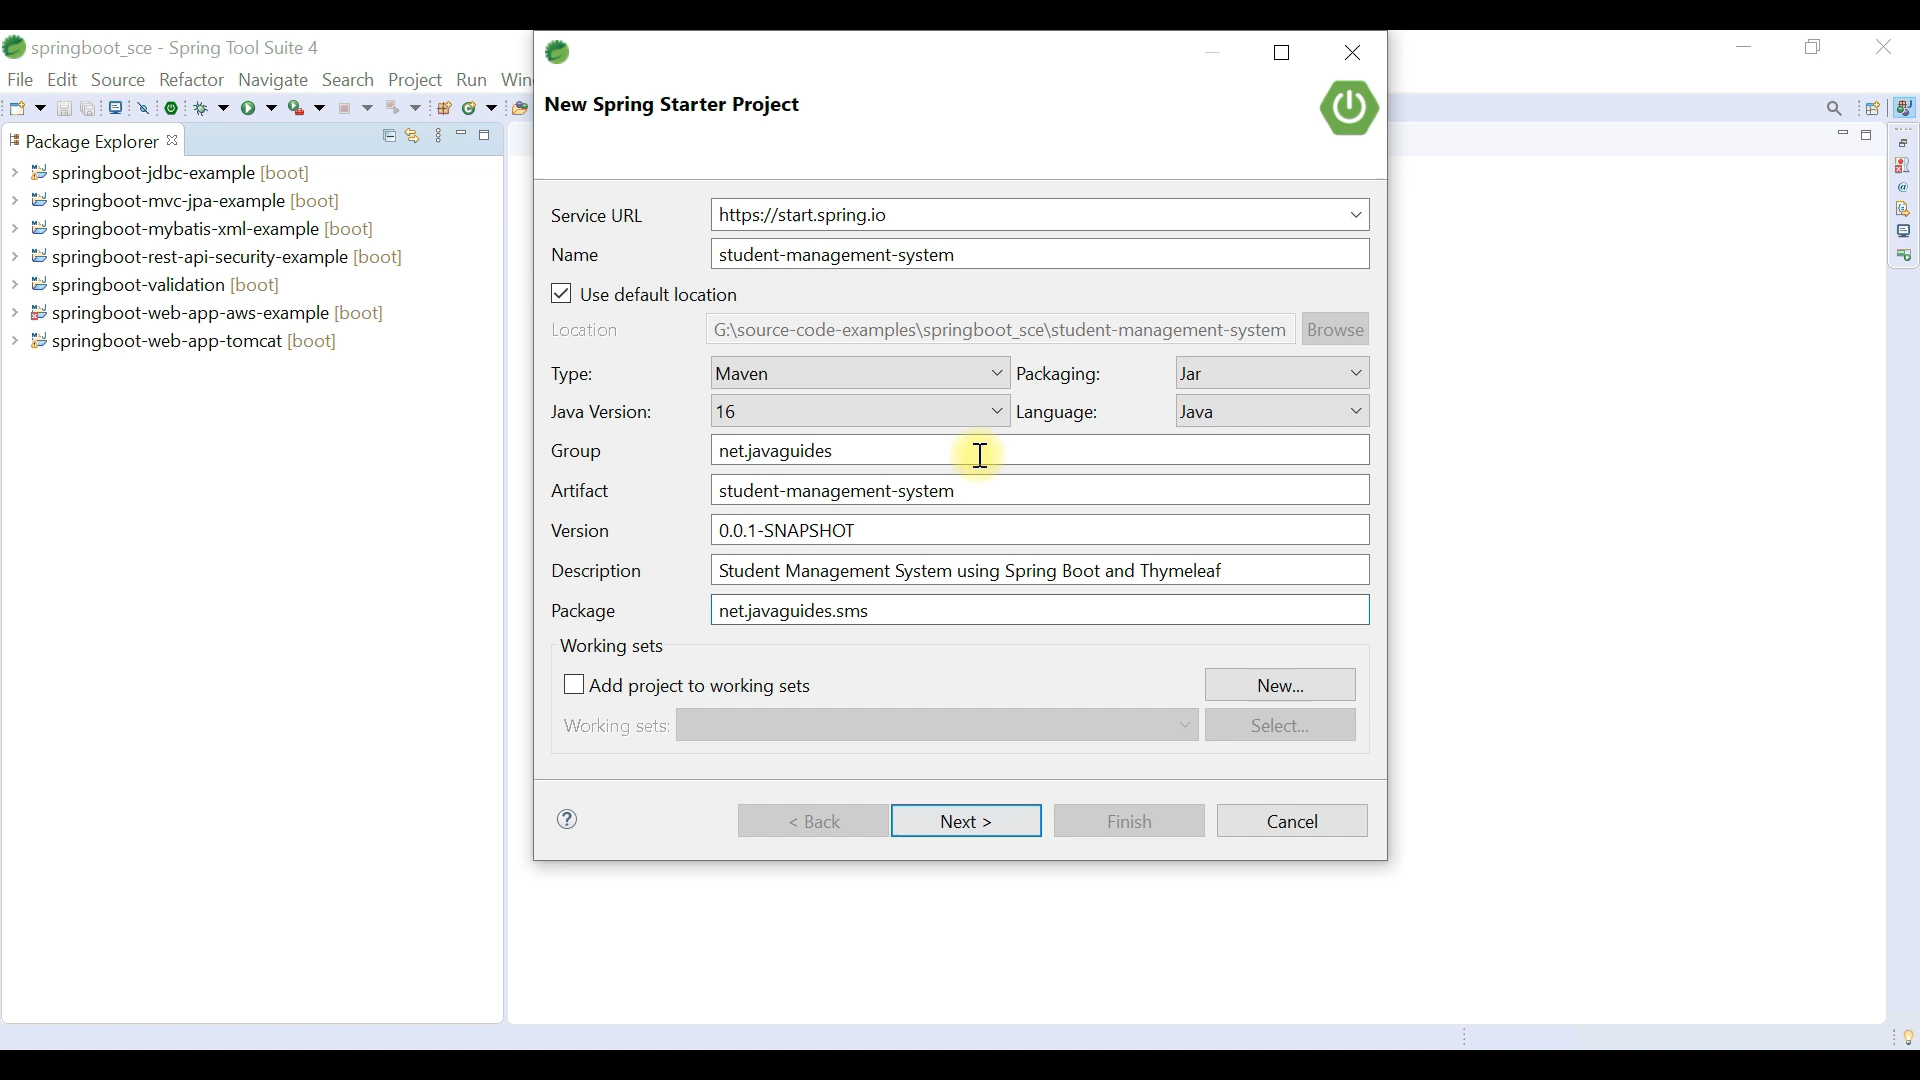 springboot_sce - Spring Tool Suite 4
File Edit Source Refactor Navigate Search Project Run
Package Explorer
springboot-jdbc-example [boot]
springboot-mvc-jpa-example [boot]
springboot-mybatis-xml-example [boot]
springboot-rest-api-security-example [boot]
springboot-validation [boot]
springboot-web-app-aws-example [boot]
springboot-web-app-tomcat [boot]
New Spring Starter Project
Service URL https://start.spring.io
Name student-management-system
Use default location
Location G:\source-code-examples\springboot_sce\student-management-system Browse
Type: Maven Packaging: Jar
Java Version: 16 Language: Java
Group net.javaguides
Artifact student-management-system
Version 0.0.1-SNAPSHOT
Description Student Management System using Spring Boot and Thymeleaf
Package net.javaguides.sms
Working sets
Add project to working sets New...
Working sets: Select...
< Back Next > Finish Cancel